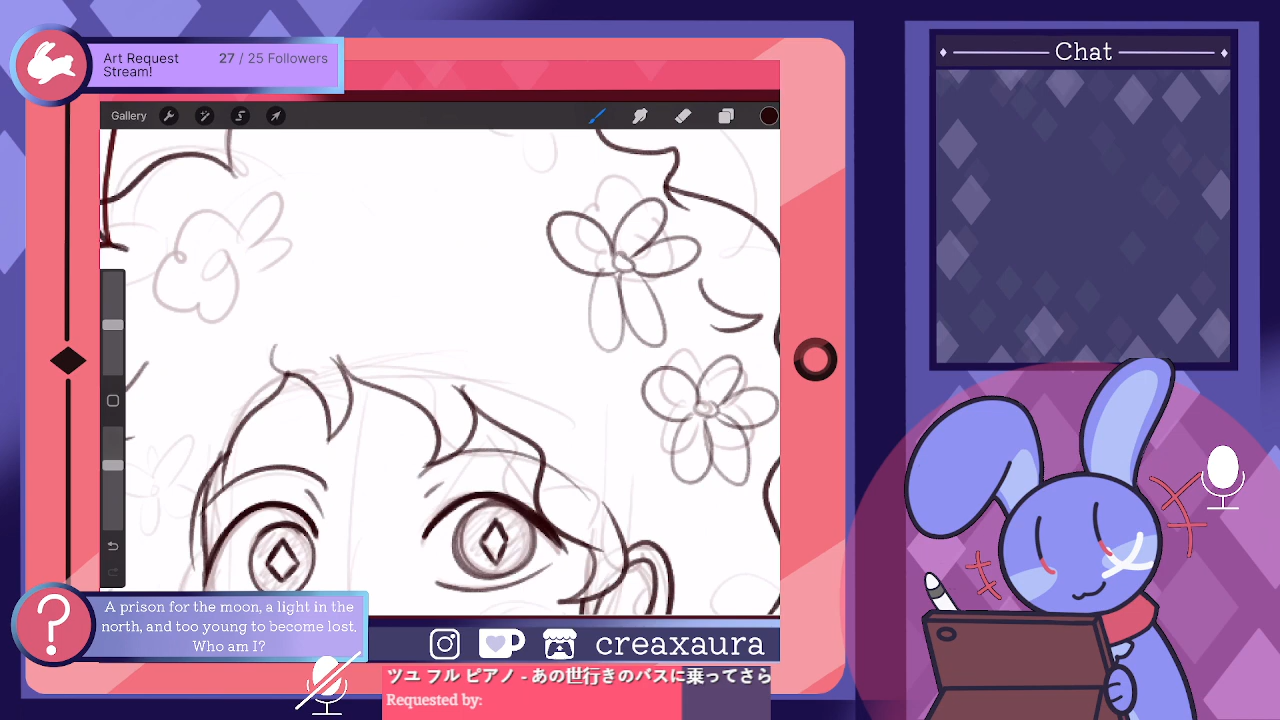 Art Request
Stream!
27 / 25 Followers
Chat
Gallery
A prison for the moon, a light in the
north, and too young to become lost.
Who am I?
creaxaura
ツユ フル ピアノ - あの世行きのバスに乗ってさら
Requested by: